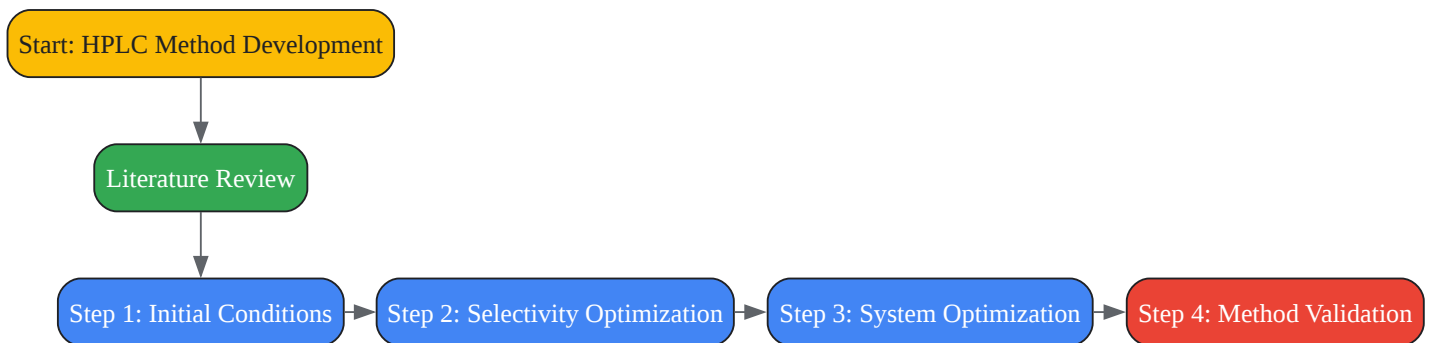 Start: HPLC Method Development
Literature Review
Step 1: Initial Conditions
Step 2: Selectivity Optimization
Step 3: System Optimization
Step 4: Method Validation